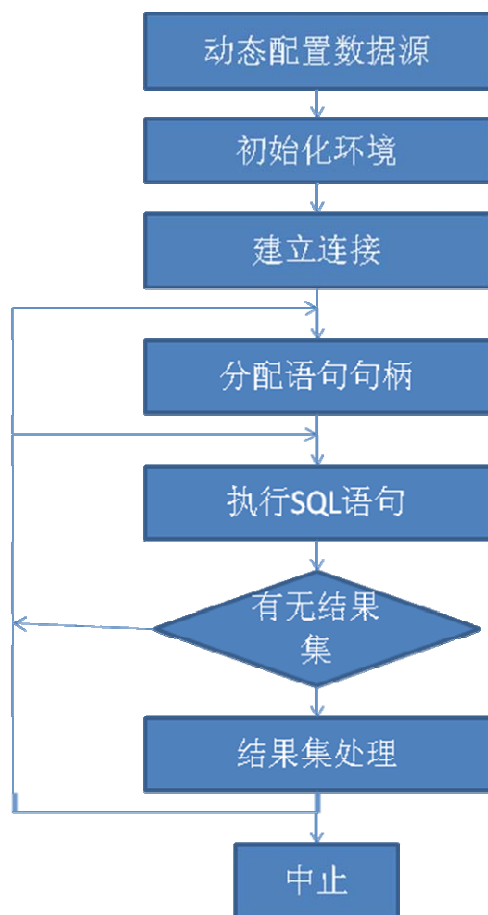 动态配置数据源
初始化环境
建立连接
分配语句句柄
执行SQL语句
有无结果
集
结果集处理
中止